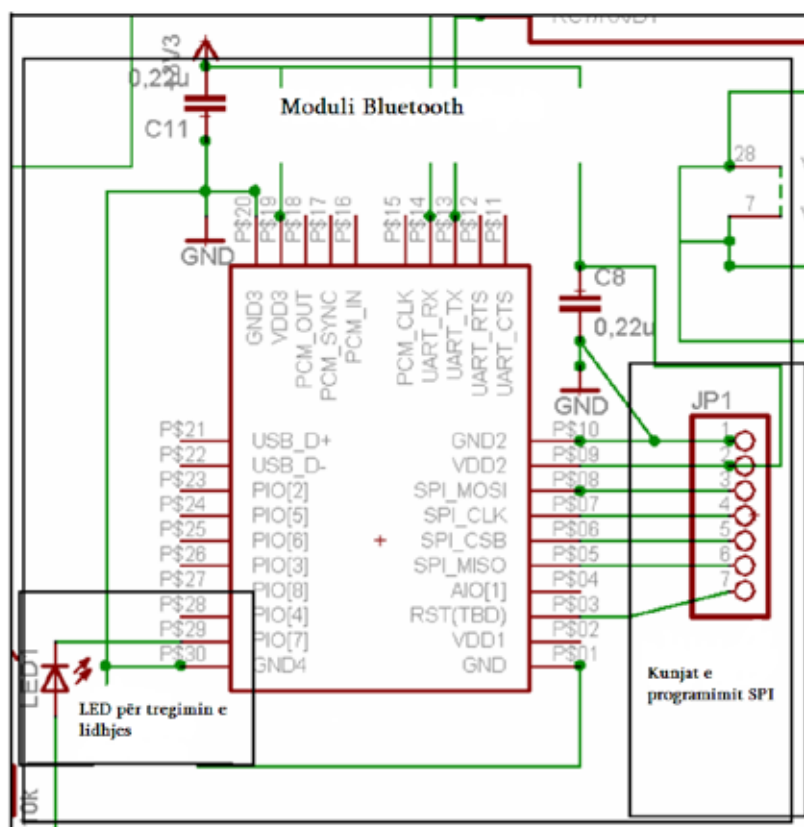 0,22u
C11
Moduli Bluetooth
GND
P$20
P$19
P$18
P$17
P$16
P$15
P$14
P$13
P$12
P$11
28
7
GND3
VDD3
PCM_OUT
PCM_SYNC
PCM_IN
PCM_CLK
UART_RX
UART_TX
UART_RTS
UART_CTS
C8
0,22u
GND
JP1
P$21 USB_D+
P$22 USB_D-
P$23 PIO[2]
P$24 PIO[5]
P$25 PIO[6]
P$26 PIO[3]
P$27 PIO[8]
P$28 PIO[4]
P$29 PIO[7]
P$30 GND4
GND2 P$10 1
VDD2 P$09 2
SPI_MOSI P$08 3
SPI_CLK P$07 4
SPI_CSB P$06 5
SPI_MISO P$05 6
AIO[1] P$04 7
RST(TBD) P$03
VDD1 P$02
GND P$01
LED1
LED për tregimin e
lidhjes
Kunjat e
programimit SPI
10K